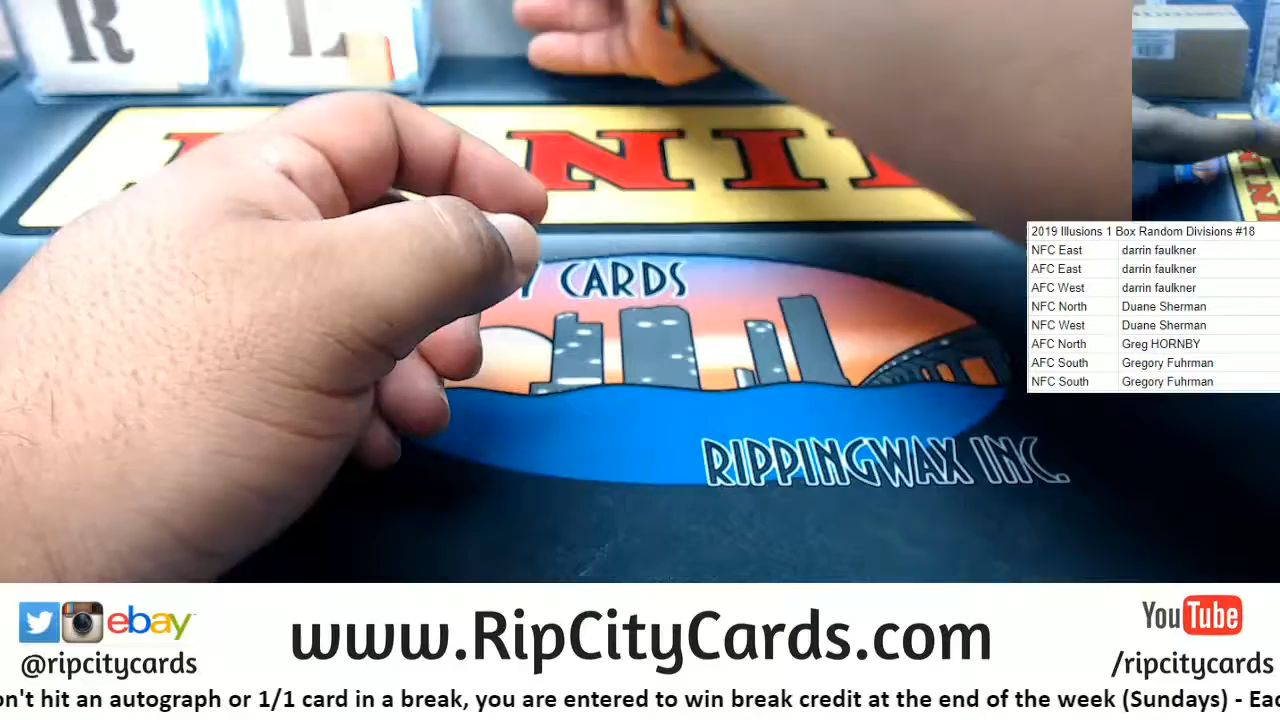 R L
NINI
Y CARDS
RIPPINGWAX INC.
2019 Illusions 1 Box Random Divisions #18
NFC East darrin faulkner
AFC East darrin faulkner
AFC West darrin faulkner
NFC North Duane Sherman
NFC West Duane Sherman
AFC North Greg HORNBY
AFC South Gregory Fuhrman
NFC South Gregory Fuhrman
ebay
@ripcitycards
www.RipCityCards.com
YouTube
/ripcitycards
on't hit an autograph or 1/1 card in a break, you are entered to win break credit at the end of the week (Sundays) - Eac